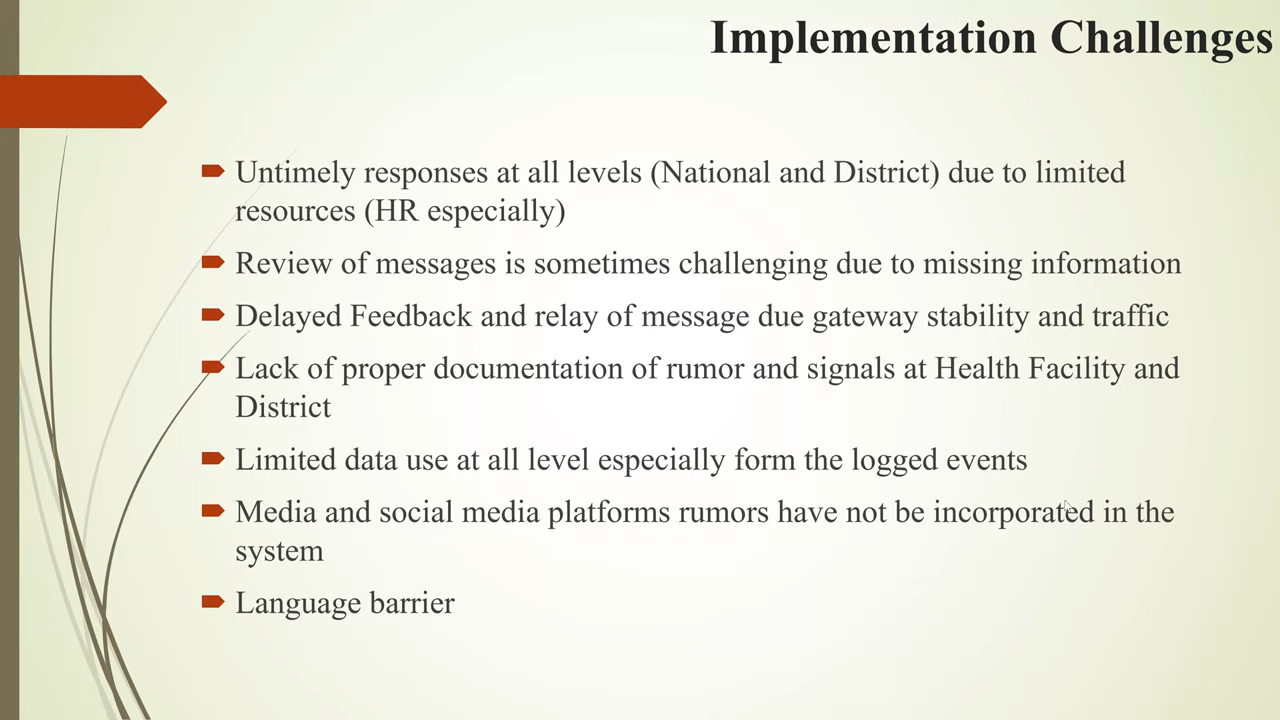 Implementation Challenges
Untimely responses at all levels (National and District) due to limited
resources (HR especially)
Review of messages is sometimes challenging due to missing information
Delayed Feedback and relay of message due gateway stability and traffic
Lack of proper documentation of rumor and signals at Health Facility and
District
Limited data use at all level especially form the logged events
Media and social media platforms rumors have not be incorporated in the
system
Language barrier